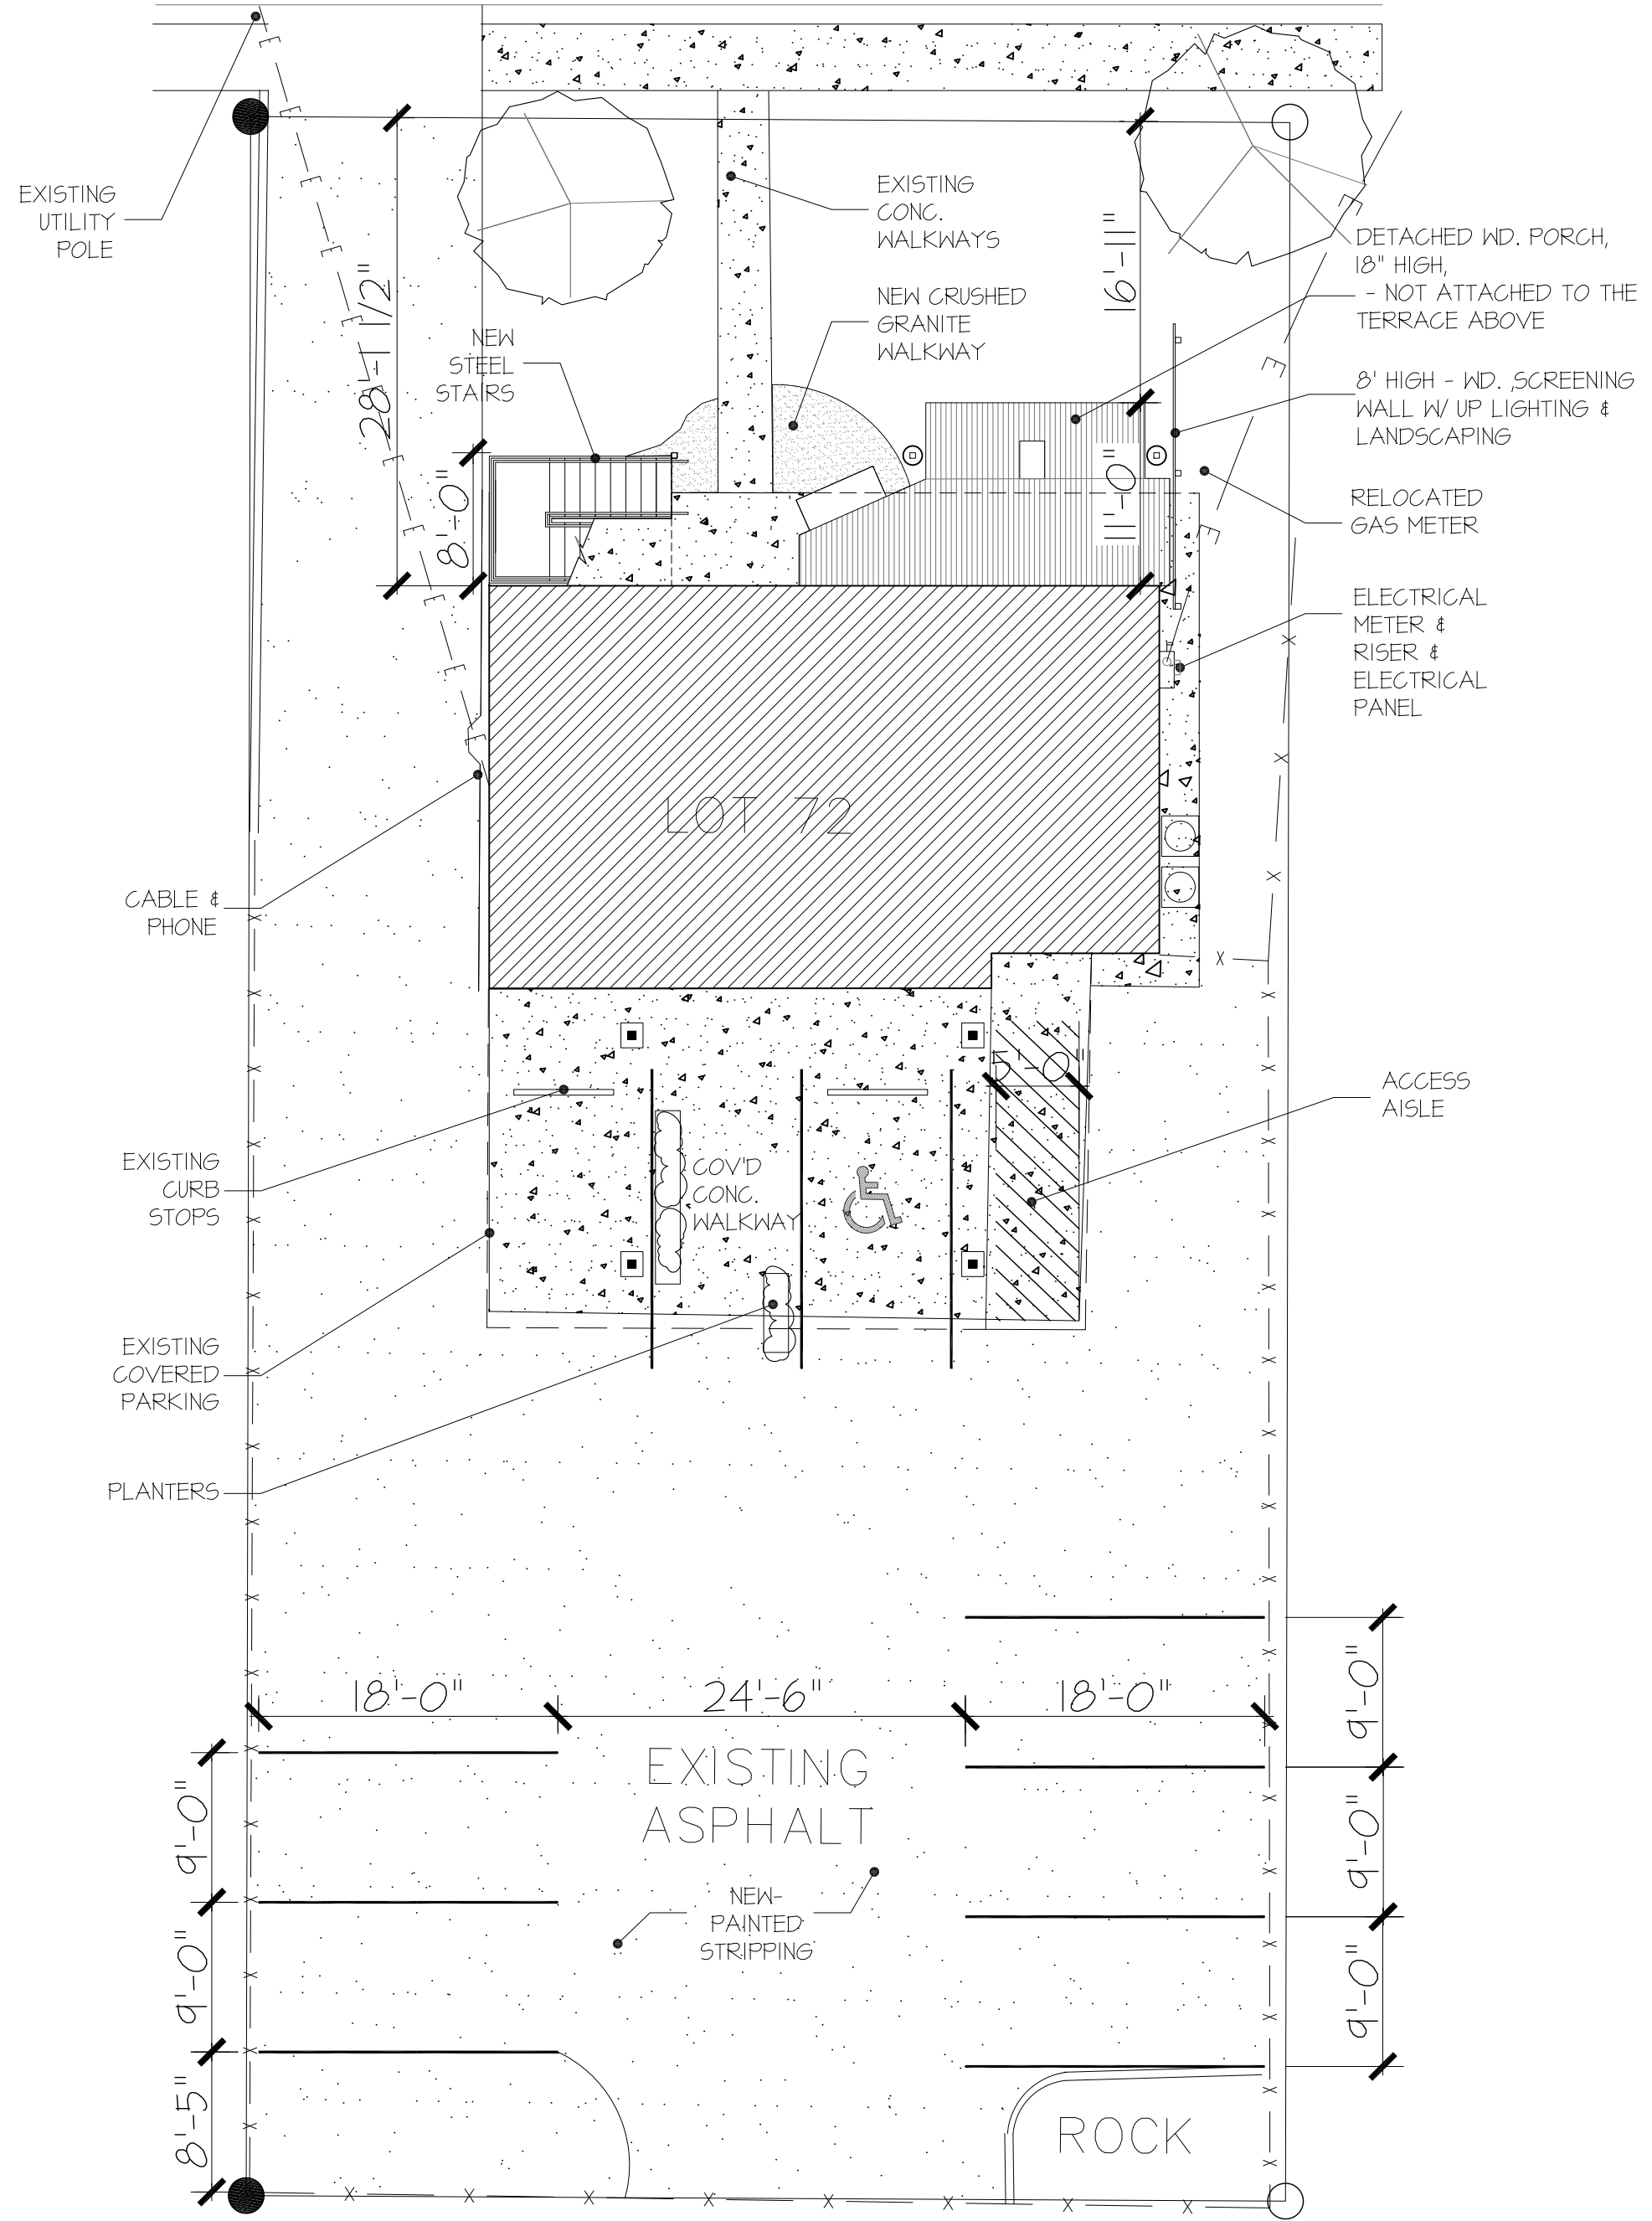 EXISTING
UTILITY
POLE
EXISTING
CONC.
WALKWAYS
NEW CRUSHED
GRANITE
WALKWAY
DETACHED WD. PORCH,
18" HIGH,
- NOT ATTACHED TO THE
TERRACE ABOVE
28'-1 1/2"
16'-11"
NEW
STEEL
STAIRS
8' HIGH - WD. ,SCREENING
WALL W/ UP LIGHTING &
LANDSCAPING
8'-0"
11'-0"
RELOCATED
GAS METER
E
E
E
E
E
E
E
E
E
E
E
E
E
ELECTRICAL
METER &
RISER &
ELECTRICAL
PANEL
LOT 72
CABLE &
PHONE
5'-0"
ACCESS
AISLE
EXISTING
CURB
STOPS
COV'D
CONC.
WALKWAY
EXISTING
COVERED
PARKING
PLANTERS
18'-0"
24'-6"
18'-0"
9'-0"
EXISTING
ASPHALT
9'-0"
9'-0"
NEW-
PAINTED
STRIPPING
9'-0"
9'-0"
8'-5"
ROCK